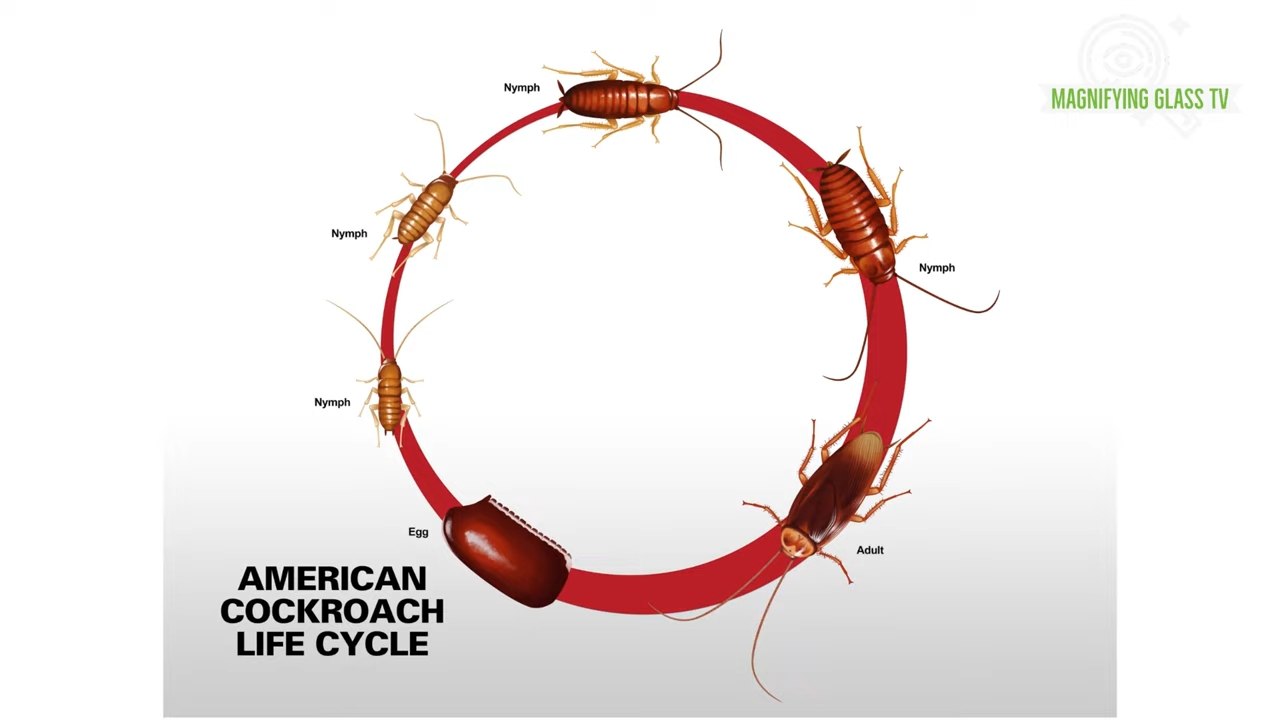 MAGNIFYING GLASS TV
Nymph
Nymph
Nymph
Nymph
Nymph
Egg
Adult
AMERICAN
COCKROACH
LIFE CYCLE